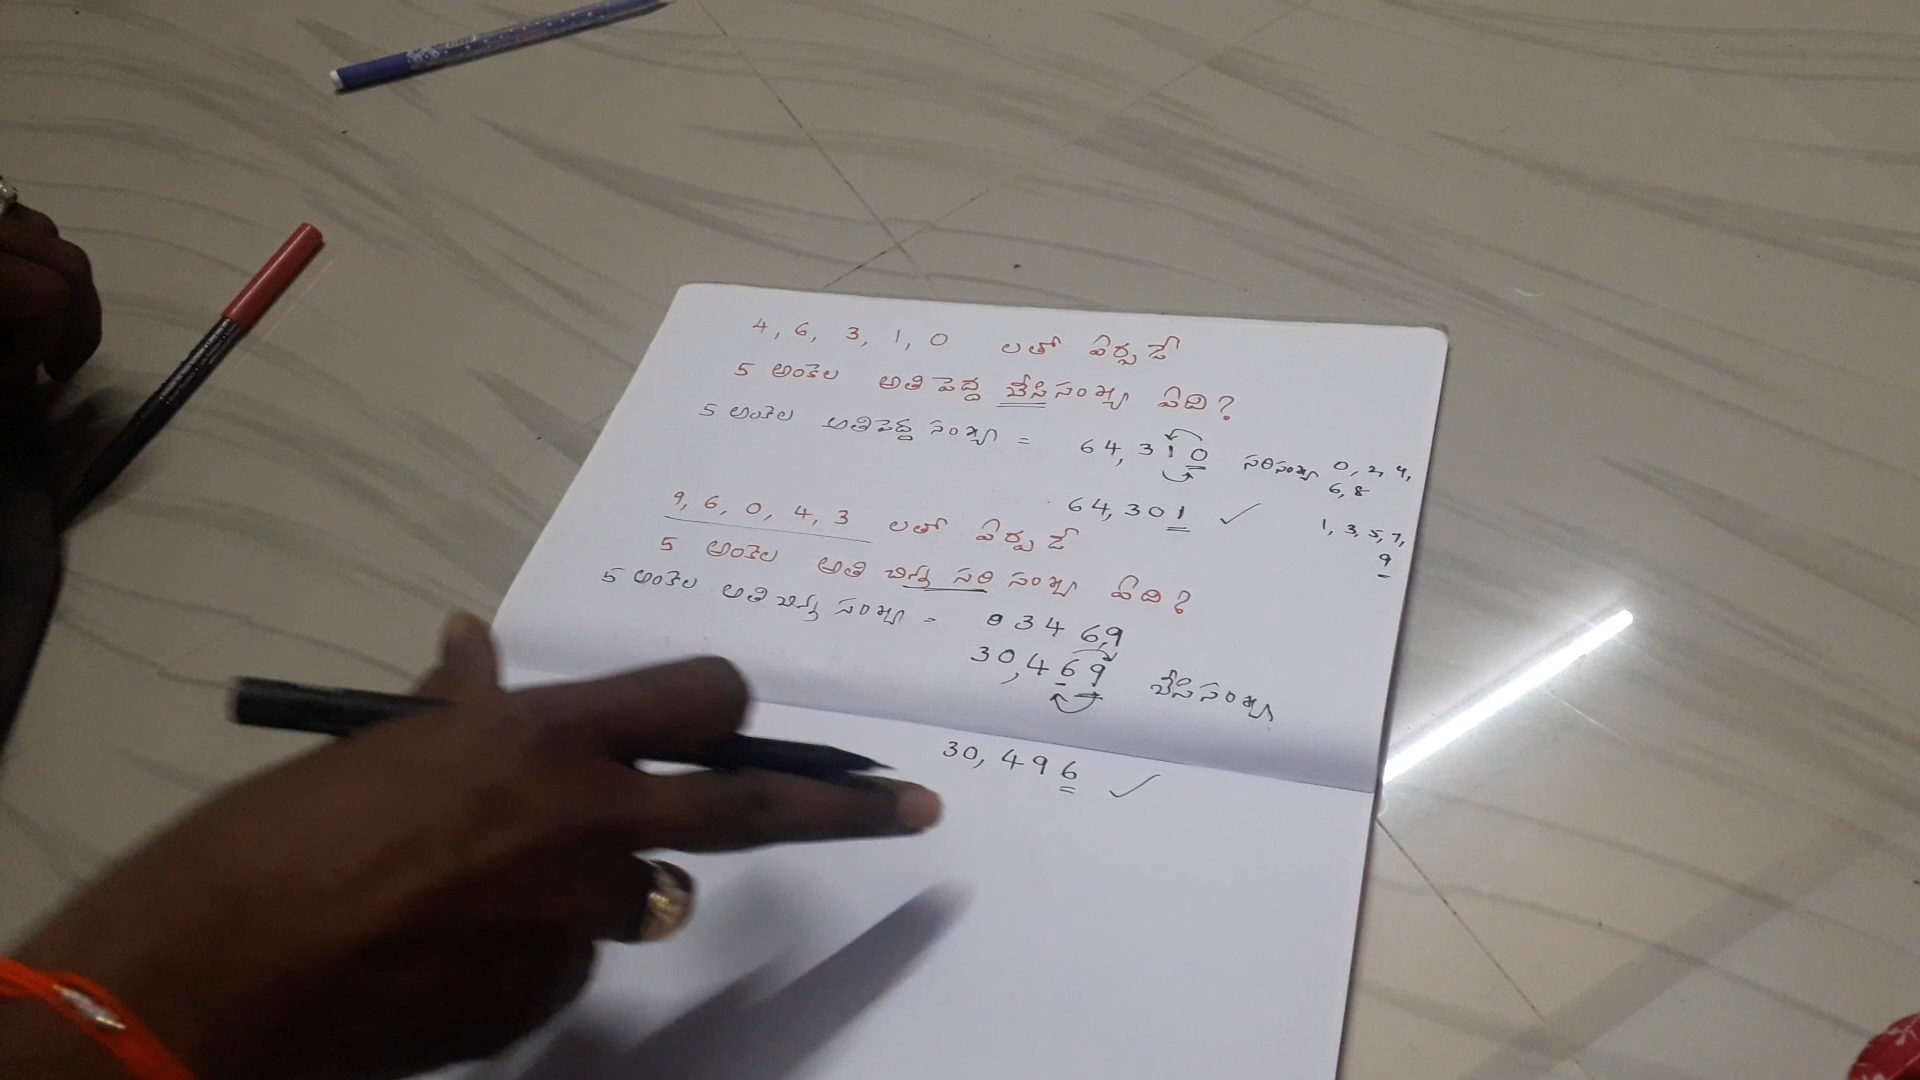 4, 6, 3, 1, 0 లతో ఏర్పడే
5 అంకెల అతి పెద్ద బేసి సంఖ్య ఏది?
5 అంకెల అతిపెద్ద సంఖ్య = 64,310 సరిసంఖ్య 0, 2, 4,
6, 8
64,301 ✓ 1, 3, 5, 7,
9
9, 6, 0, 4, 3 లతో ఏర్పడే
5 అంకెల అతి చిన్న సరి సంఖ్య ఏది?
5 అంకెల అతి చిన్న సంఖ్య = 03469
30,469 బేసి సంఖ్య
30,496 ✓